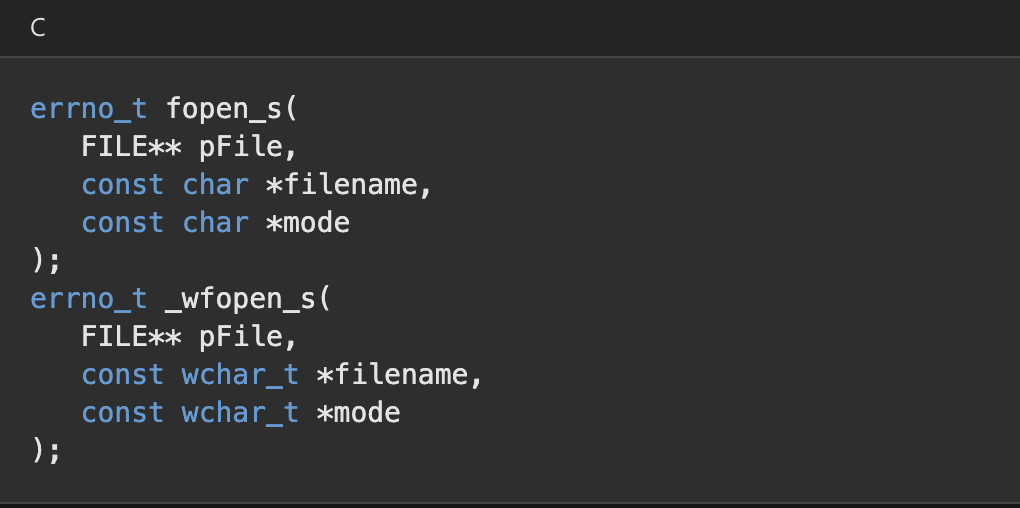 C
errno_t fopen_s(
   FILE** pFile,
   const char *filename,
   const char *mode
);
errno_t _wfopen_s(
   FILE** pFile,
   const wchar_t *filename,
   const wchar_t *mode
);